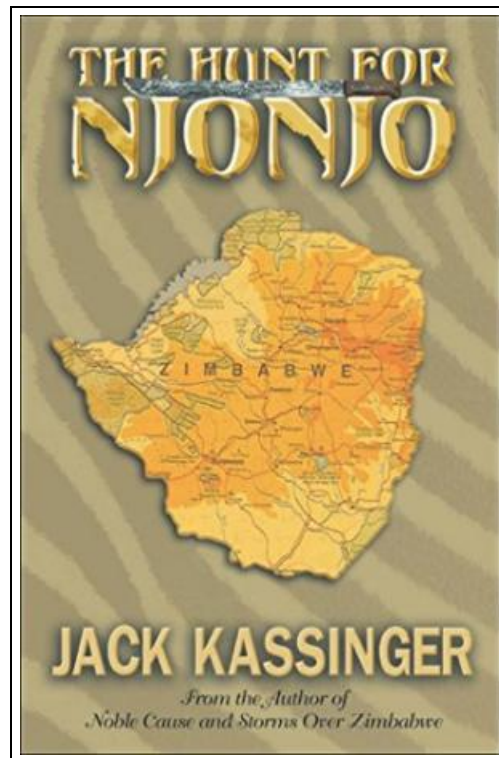 THE HUNT FOR
NJONJO
ZIMBABWE
JACK KASSINGER
From the Author of
Noble Cause and Storms Over Zimbabwe